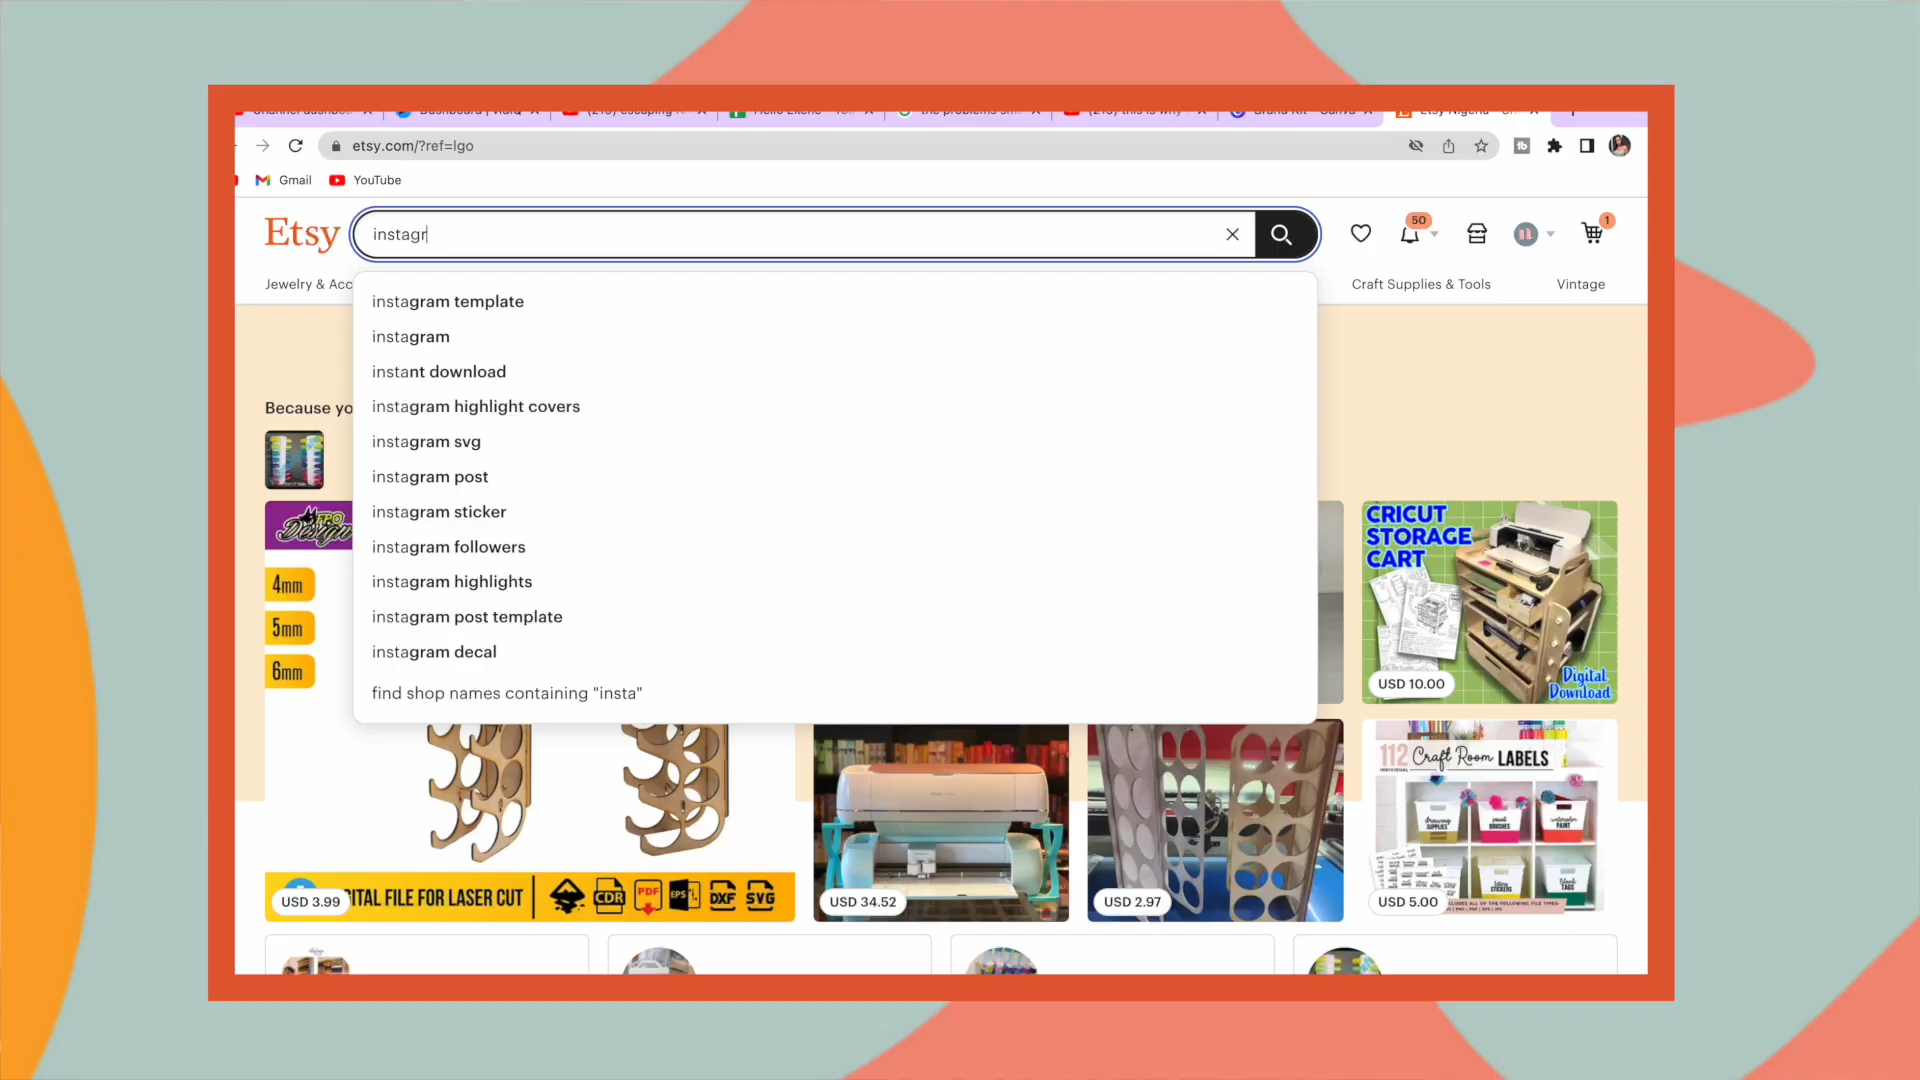 etsy.com/?ref=lgo
Gmail YouTube
Etsy
instagr
50
1
Jewelry & Acc
Craft Supplies & Tools
Vintage
instagram template
instagram
instant download
instagram highlight covers
instagram svg
instagram post
instagram sticker
instagram followers
instagram highlights
instagram post template
instagram decal
find shop names containing "insta"
Because yo
Design
4mm
5mm
6mm
CRICUT
STORAGE
CART
USD 10.00
Digital
Download
USD 3.99
ITAL FILE FOR LASER CUT
CDR
PDF
EPS
DXF
SVG
USD 34.52
USD 2.97
112 Craft Room LABELS
INDIVIDUAL
USD 5.00